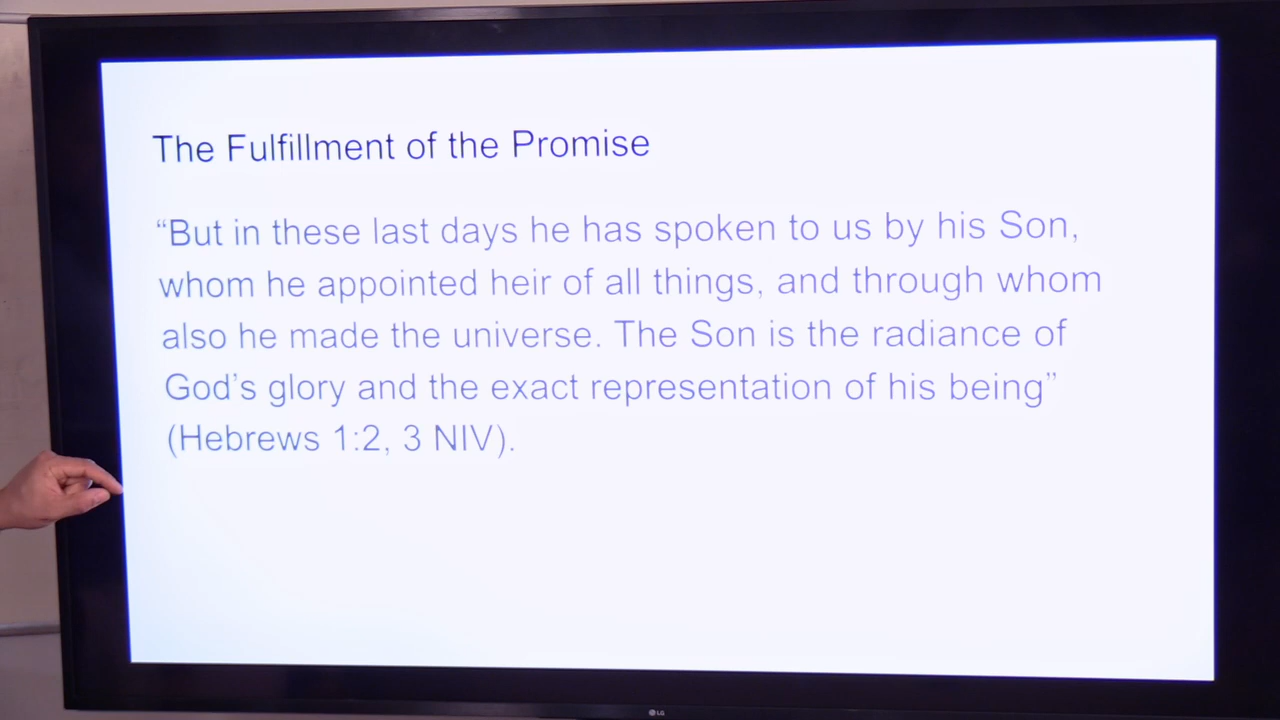 The Fulfillment of the Promise
“But in these last days he has spoken to us by his Son,
whom he appointed heir of all things, and through whom
also he made the universe. The Son is the radiance of
God’s glory and the exact representation of his being”
(Hebrews 1:2, 3 NIV).
LG